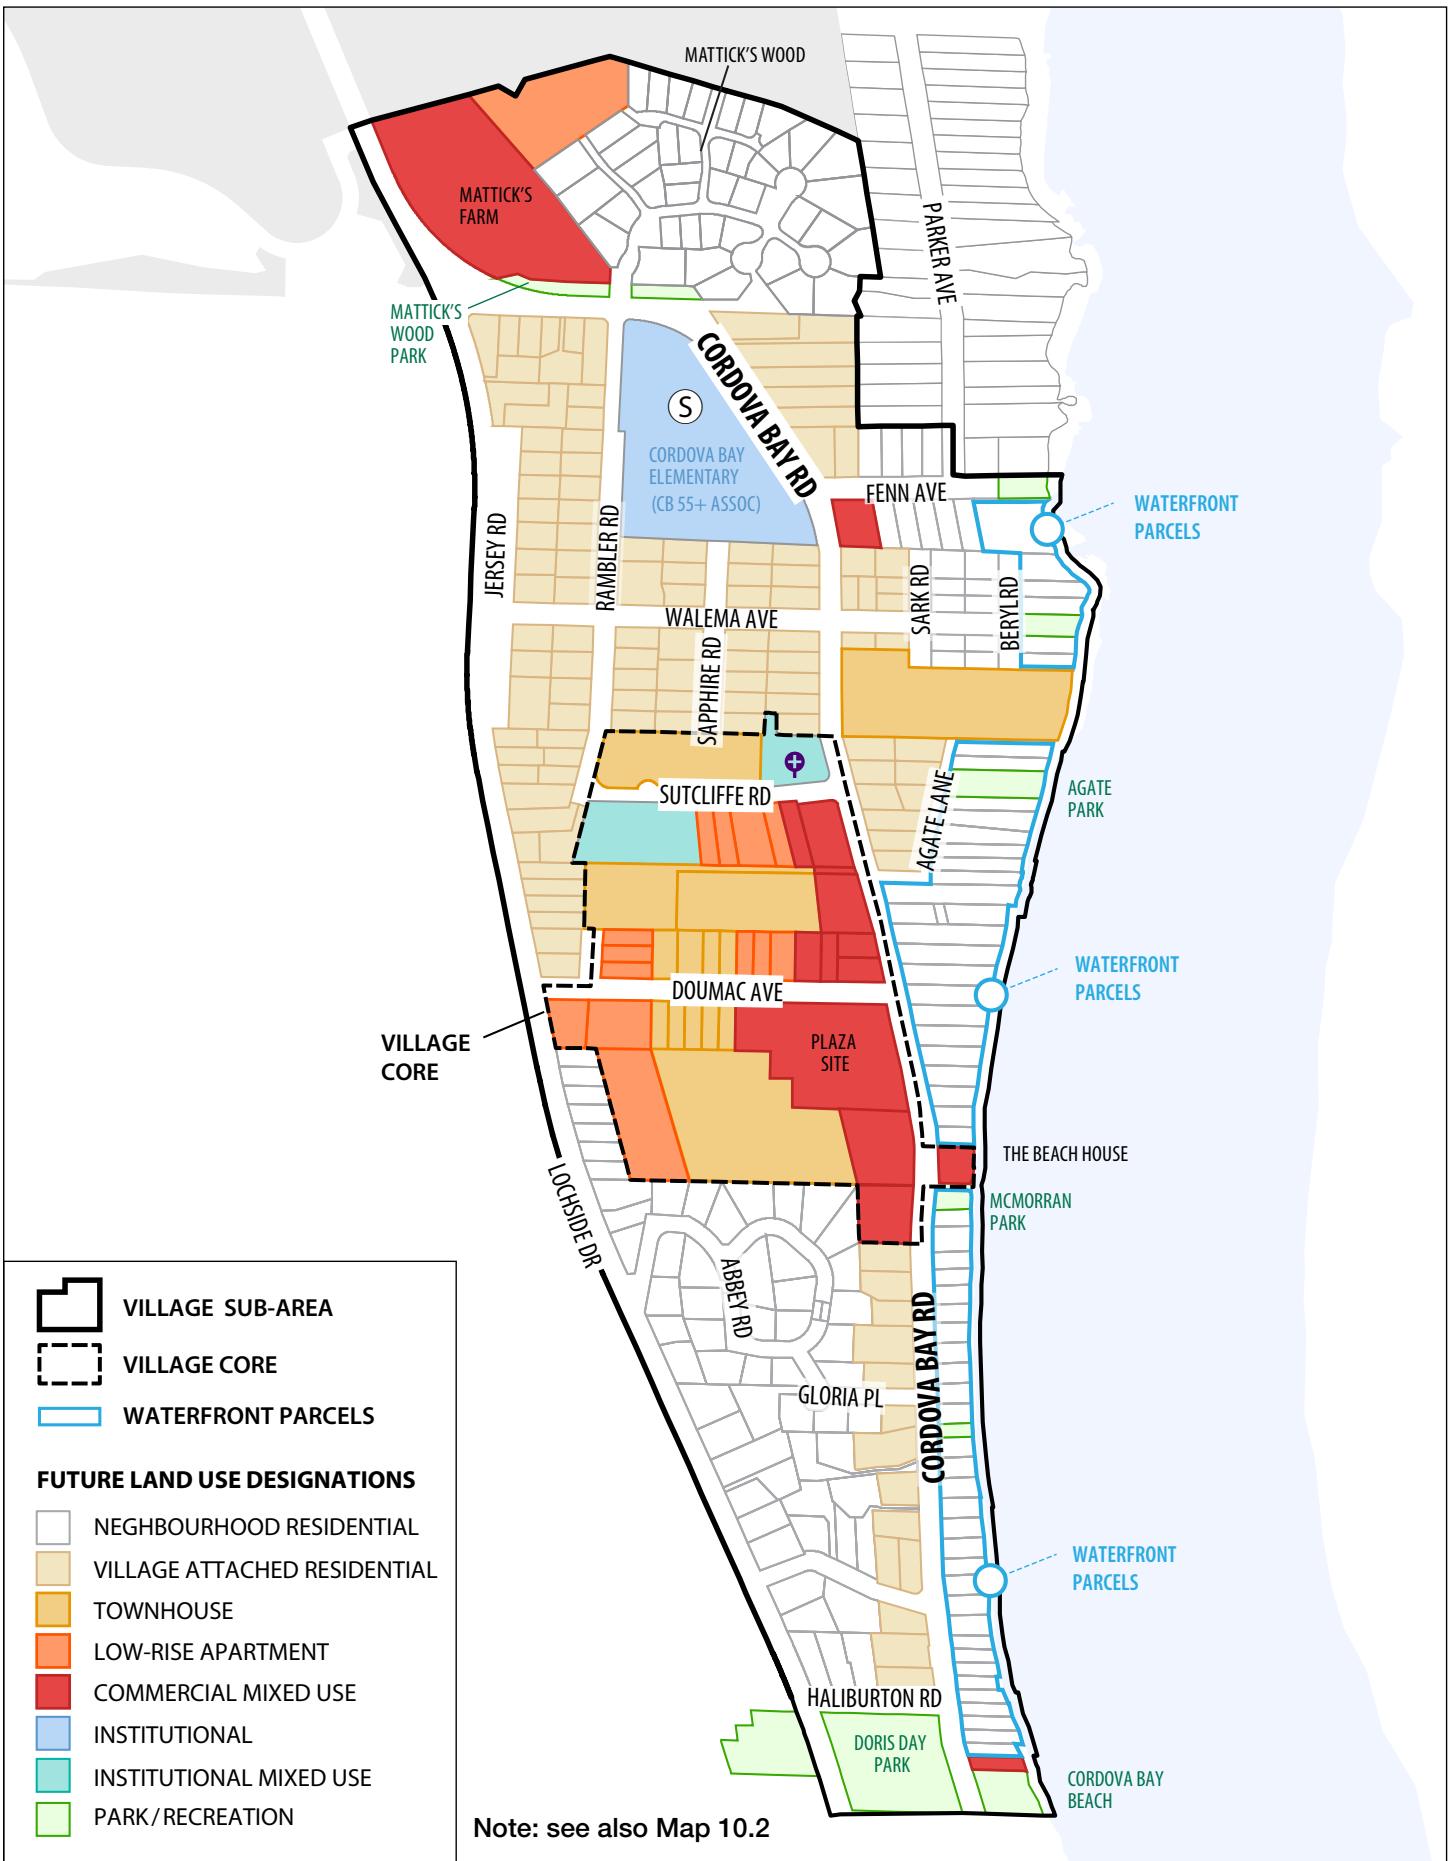 MATTICK'S WOOD
MATTICK'S
FARM
PARKER AVE
MATTICK'S
WOOD
PARK
CORDOVA BAY RD
S
CORDOVA BAY
ELEMENTARY
(CB 55+ ASSOC)
FENN AVE
WATERFRONT
PARCELS
JERSEY RD
RAMBLER RD
SARK RD
BERYL RD
WALEMA AVE
SAPPHIRE RD
SUTCLIFFE RD
AGATE LANE
AGATE
PARK
WATERFRONT
PARCELS
DOUMAC AVE
VILLAGE
CORE
PLAZA
SITE
THE BEACH HOUSE
MCMORRAN
PARK
LOCHSIDE DR
ABBEY RD
CORDOVA BAY RD
GLORIA PL
WATERFRONT
PARCELS
HALIBURTON RD
DORIS DAY
PARK
CORDOVA BAY
BEACH
VILLAGE SUB-AREA
VILLAGE CORE
WATERFRONT PARCELS
FUTURE LAND USE DESIGNATIONS
NEGHBOURHOOD RESIDENTIAL
VILLAGE ATTACHED RESIDENTIAL
TOWNHOUSE
LOW-RISE APARTMENT
COMMERCIAL MIXED USE
INSTITUTIONAL
INSTITUTIONAL MIXED USE
PARK/RECREATION
Note: see also Map 10.2